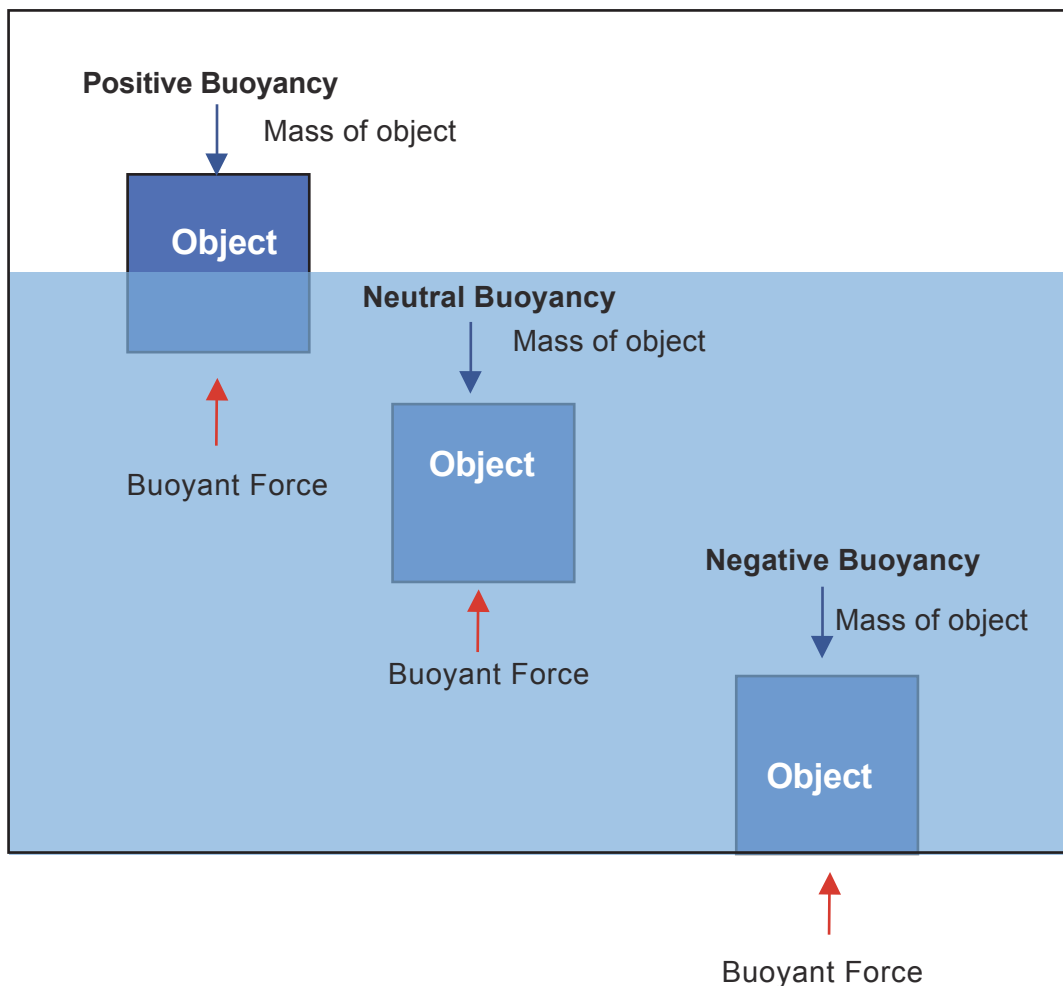 Positive Buoyancy
Mass of object
Object
Buoyant Force
Neutral Buoyancy
Mass of object
Object
Buoyant Force
Negative Buoyancy
Mass of object
Object
Buoyant Force